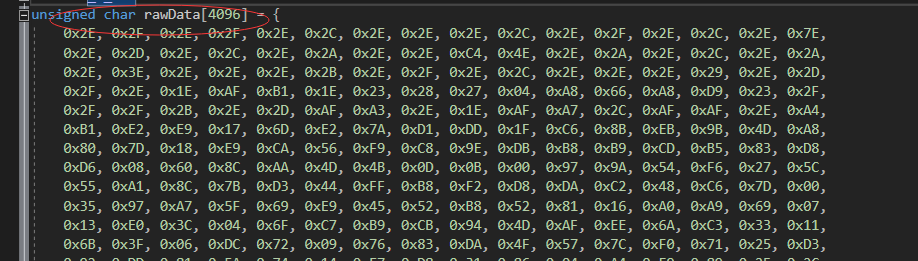 unsigned char rawData[4096] = {
0x2E, 0x2F, 0x2E, 0x2F, 0x2E, 0x2C, 0x2E, 0x2E, 0x2E, 0x2C, 0x2E, 0x2F, 0x2E, 0x2C, 0x2E, 0x7E,
0x2E, 0x2D, 0x2E, 0x2C, 0x2E, 0x2A, 0x2E, 0x2E, 0xC4, 0x4E, 0x2E, 0x2A, 0x2E, 0x2C, 0x2E, 0x2A,
0x2E, 0x3E, 0x2E, 0x2E, 0x2E, 0x2B, 0x2E, 0x2F, 0x2E, 0x2C, 0x2E, 0x2E, 0x2E, 0x29, 0x2E, 0x2D,
0x2F, 0x2E, 0x1E, 0xAF, 0xB1, 0x1E, 0x23, 0x28, 0x27, 0x04, 0xA8, 0x66, 0xA8, 0xD9, 0x23, 0x2F,
0x2F, 0x2F, 0x2B, 0x2E, 0x2D, 0xAF, 0xA3, 0x2E, 0x1E, 0xAF, 0xA7, 0x2C, 0xAF, 0xAF, 0x2E, 0xA4,
0xB1, 0xE2, 0xE9, 0x17, 0x6D, 0xE2, 0x7A, 0xD1, 0xDD, 0x1F, 0xC6, 0x8B, 0xEB, 0x9B, 0x4D, 0xA8,
0x80, 0x7D, 0x18, 0xE9, 0xCA, 0x56, 0xF9, 0xC8, 0x9E, 0xDB, 0xB8, 0xB9, 0xCD, 0xB5, 0x83, 0xD8,
0xD6, 0x08, 0x60, 0x8C, 0xAA, 0x4D, 0x4B, 0x0D, 0x0B, 0x00, 0x97, 0x9A, 0x54, 0xF6, 0x27, 0x5C,
0x55, 0xA1, 0x8C, 0x7B, 0xD3, 0x44, 0xFF, 0xB8, 0xF2, 0xD8, 0xDA, 0xC2, 0x48, 0xC6, 0x7D, 0x00,
0x35, 0x97, 0xA7, 0x5F, 0x69, 0xE9, 0x45, 0x52, 0xB8, 0x52, 0x81, 0x16, 0xA0, 0xA9, 0x69, 0x07,
0x13, 0xE0, 0x3C, 0x04, 0x6F, 0xC7, 0xB9, 0xCB, 0x94, 0x4D, 0xAF, 0xEE, 0x6A, 0xC3, 0x33, 0x11,
0x6B, 0x3F, 0x06, 0xDC, 0x72, 0x09, 0x76, 0x83, 0xDA, 0x4F, 0x57, 0x7C, 0xF0, 0x71, 0x25, 0xD3,